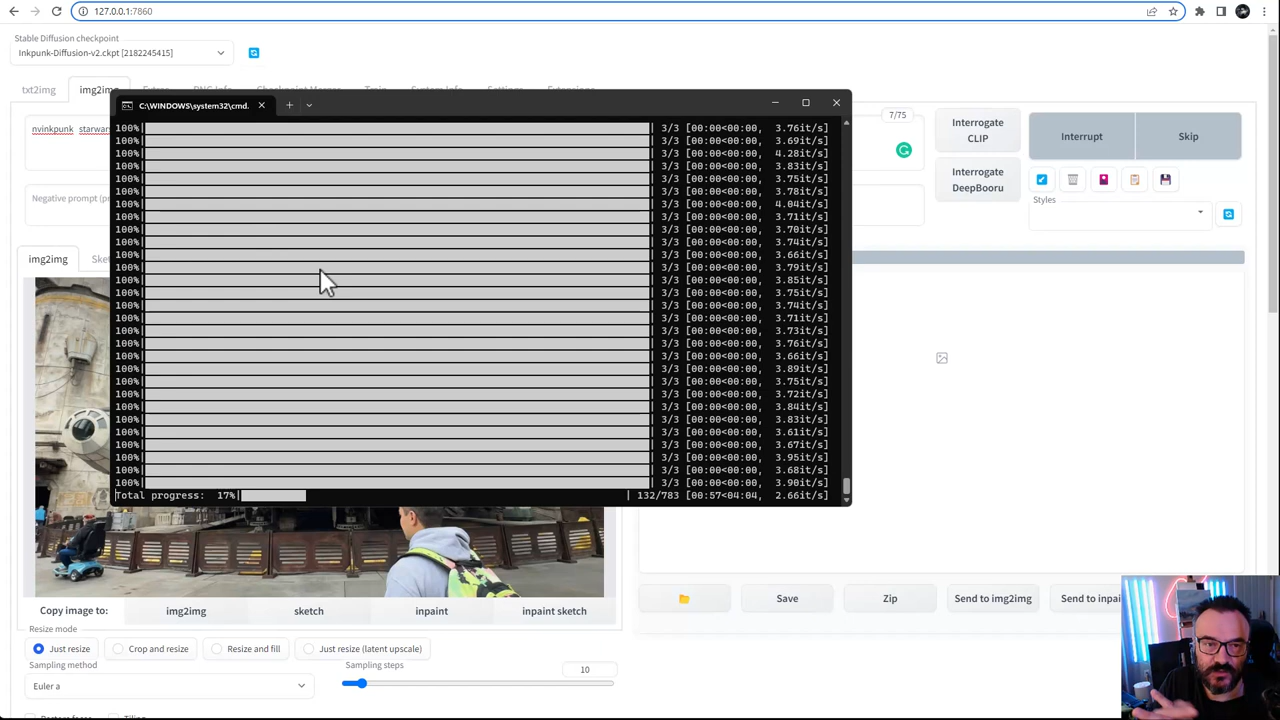 127.0.0.1:7860
Stable Diffusion checkpoint
Inkpunk-Diffusion-v2.ckpt [2182245415]
txt2img
img2img
C:\WINDOWS\system32\cmd.
nvinkpunk starwars
7/75
Interrogate
CLIP
Interrupt
Skip
Negative prompt
Interrogate
DeepBooru
Styles
img2img
100%| | 3/3 [00:00<00:00, 3.76it/s]
100%| | 3/3 [00:00<00:00, 3.69it/s]
100%| | 3/3 [00:00<00:00, 4.28it/s]
100%| | 3/3 [00:00<00:00, 3.83it/s]
100%| | 3/3 [00:00<00:00, 3.75it/s]
100%| | 3/3 [00:00<00:00, 3.78it/s]
100%| | 3/3 [00:00<00:00, 4.04it/s]
100%| | 3/3 [00:00<00:00, 3.71it/s]
100%| | 3/3 [00:00<00:00, 3.70it/s]
100%| | 3/3 [00:00<00:00, 3.74it/s]
100%| | 3/3 [00:00<00:00, 3.66it/s]
100%| | 3/3 [00:00<00:00, 3.79it/s]
100%| | 3/3 [00:00<00:00, 3.85it/s]
100%| | 3/3 [00:00<00:00, 3.75it/s]
100%| | 3/3 [00:00<00:00, 3.74it/s]
100%| | 3/3 [00:00<00:00, 3.71it/s]
100%| | 3/3 [00:00<00:00, 3.73it/s]
100%| | 3/3 [00:00<00:00, 3.76it/s]
100%| | 3/3 [00:00<00:00, 3.66it/s]
100%| | 3/3 [00:00<00:00, 3.89it/s]
100%| | 3/3 [00:00<00:00, 3.75it/s]
100%| | 3/3 [00:00<00:00, 3.72it/s]
100%| | 3/3 [00:00<00:00, 3.84it/s]
100%| | 3/3 [00:00<00:00, 3.83it/s]
100%| | 3/3 [00:00<00:00, 3.61it/s]
100%| | 3/3 [00:00<00:00, 3.67it/s]
100%| | 3/3 [00:00<00:00, 3.95it/s]
100%| | 3/3 [00:00<00:00, 3.68it/s]
100%| | 3/3 [00:00<00:00, 3.90it/s]
Total progress: 17%| | 132/783 [00:57<04:04, 2.66it/s]
Copy image to:
img2img
sketch
inpaint
inpaint sketch
Save
Zip
Send to img2img
Send to inpai
Resize mode
Just resize
Crop and resize
Resize and fill
Just resize (latent upscale)
Sampling method
Euler a
Sampling steps
10